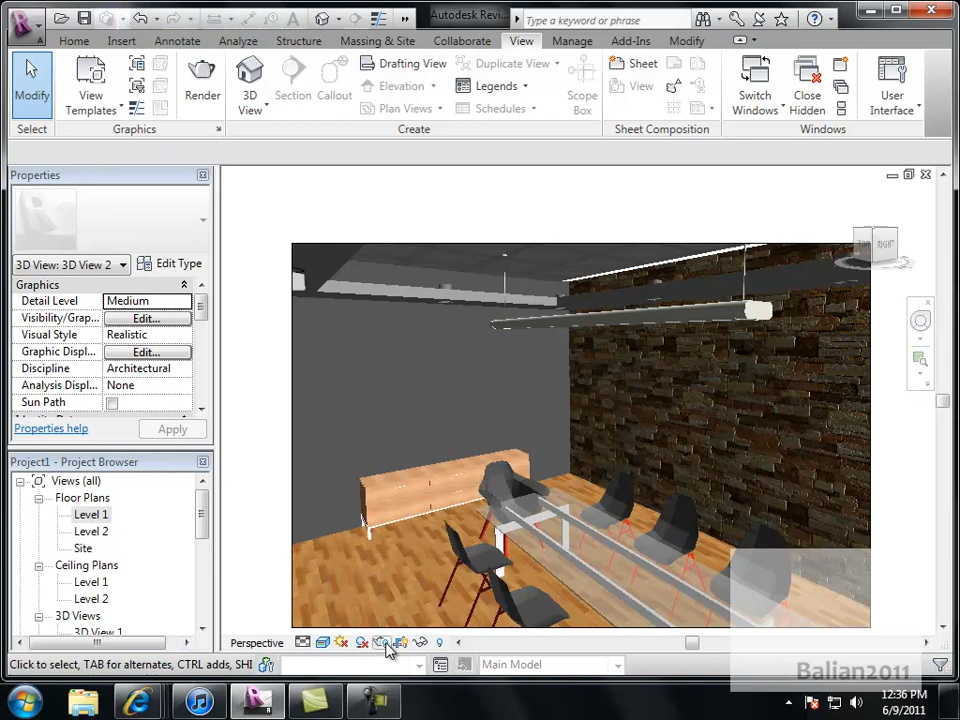 Autodesk Revi...
Type a keyword or phrase
Home Insert Annotate Analyze Structure Massing & Site Collaborate View Manage Add-Ins Modify
Modify
View
Templates
Render
3D
View
Section
Callout
Drafting View
Elevation
Plan Views
Duplicate View
Legends
Schedules
Scope
Box
Sheet
View
Switch
Windows
Close
Hidden
User
Interface
Select Graphics Create Sheet Composition Windows
Properties
3D View: 3D View 2 Edit Type
Graphics
Detail Level Medium
Visibility/Grap... Edit...
Visual Style Realistic
Graphic Displ... Edit...
Discipline Architectural
Analysis Displ... None
Sun Path
Properties help Apply
Project1 - Project Browser
Views (all)
Floor Plans
Level 1
Level 2
Site
Ceiling Plans
Level 1
Level 2
3D Views
3D View 1
RIGHT
Perspective
Click to select, TAB for alternates, CTRL adds, SHI
Main Model
Balian2011
12:36 PM
6/9/2011